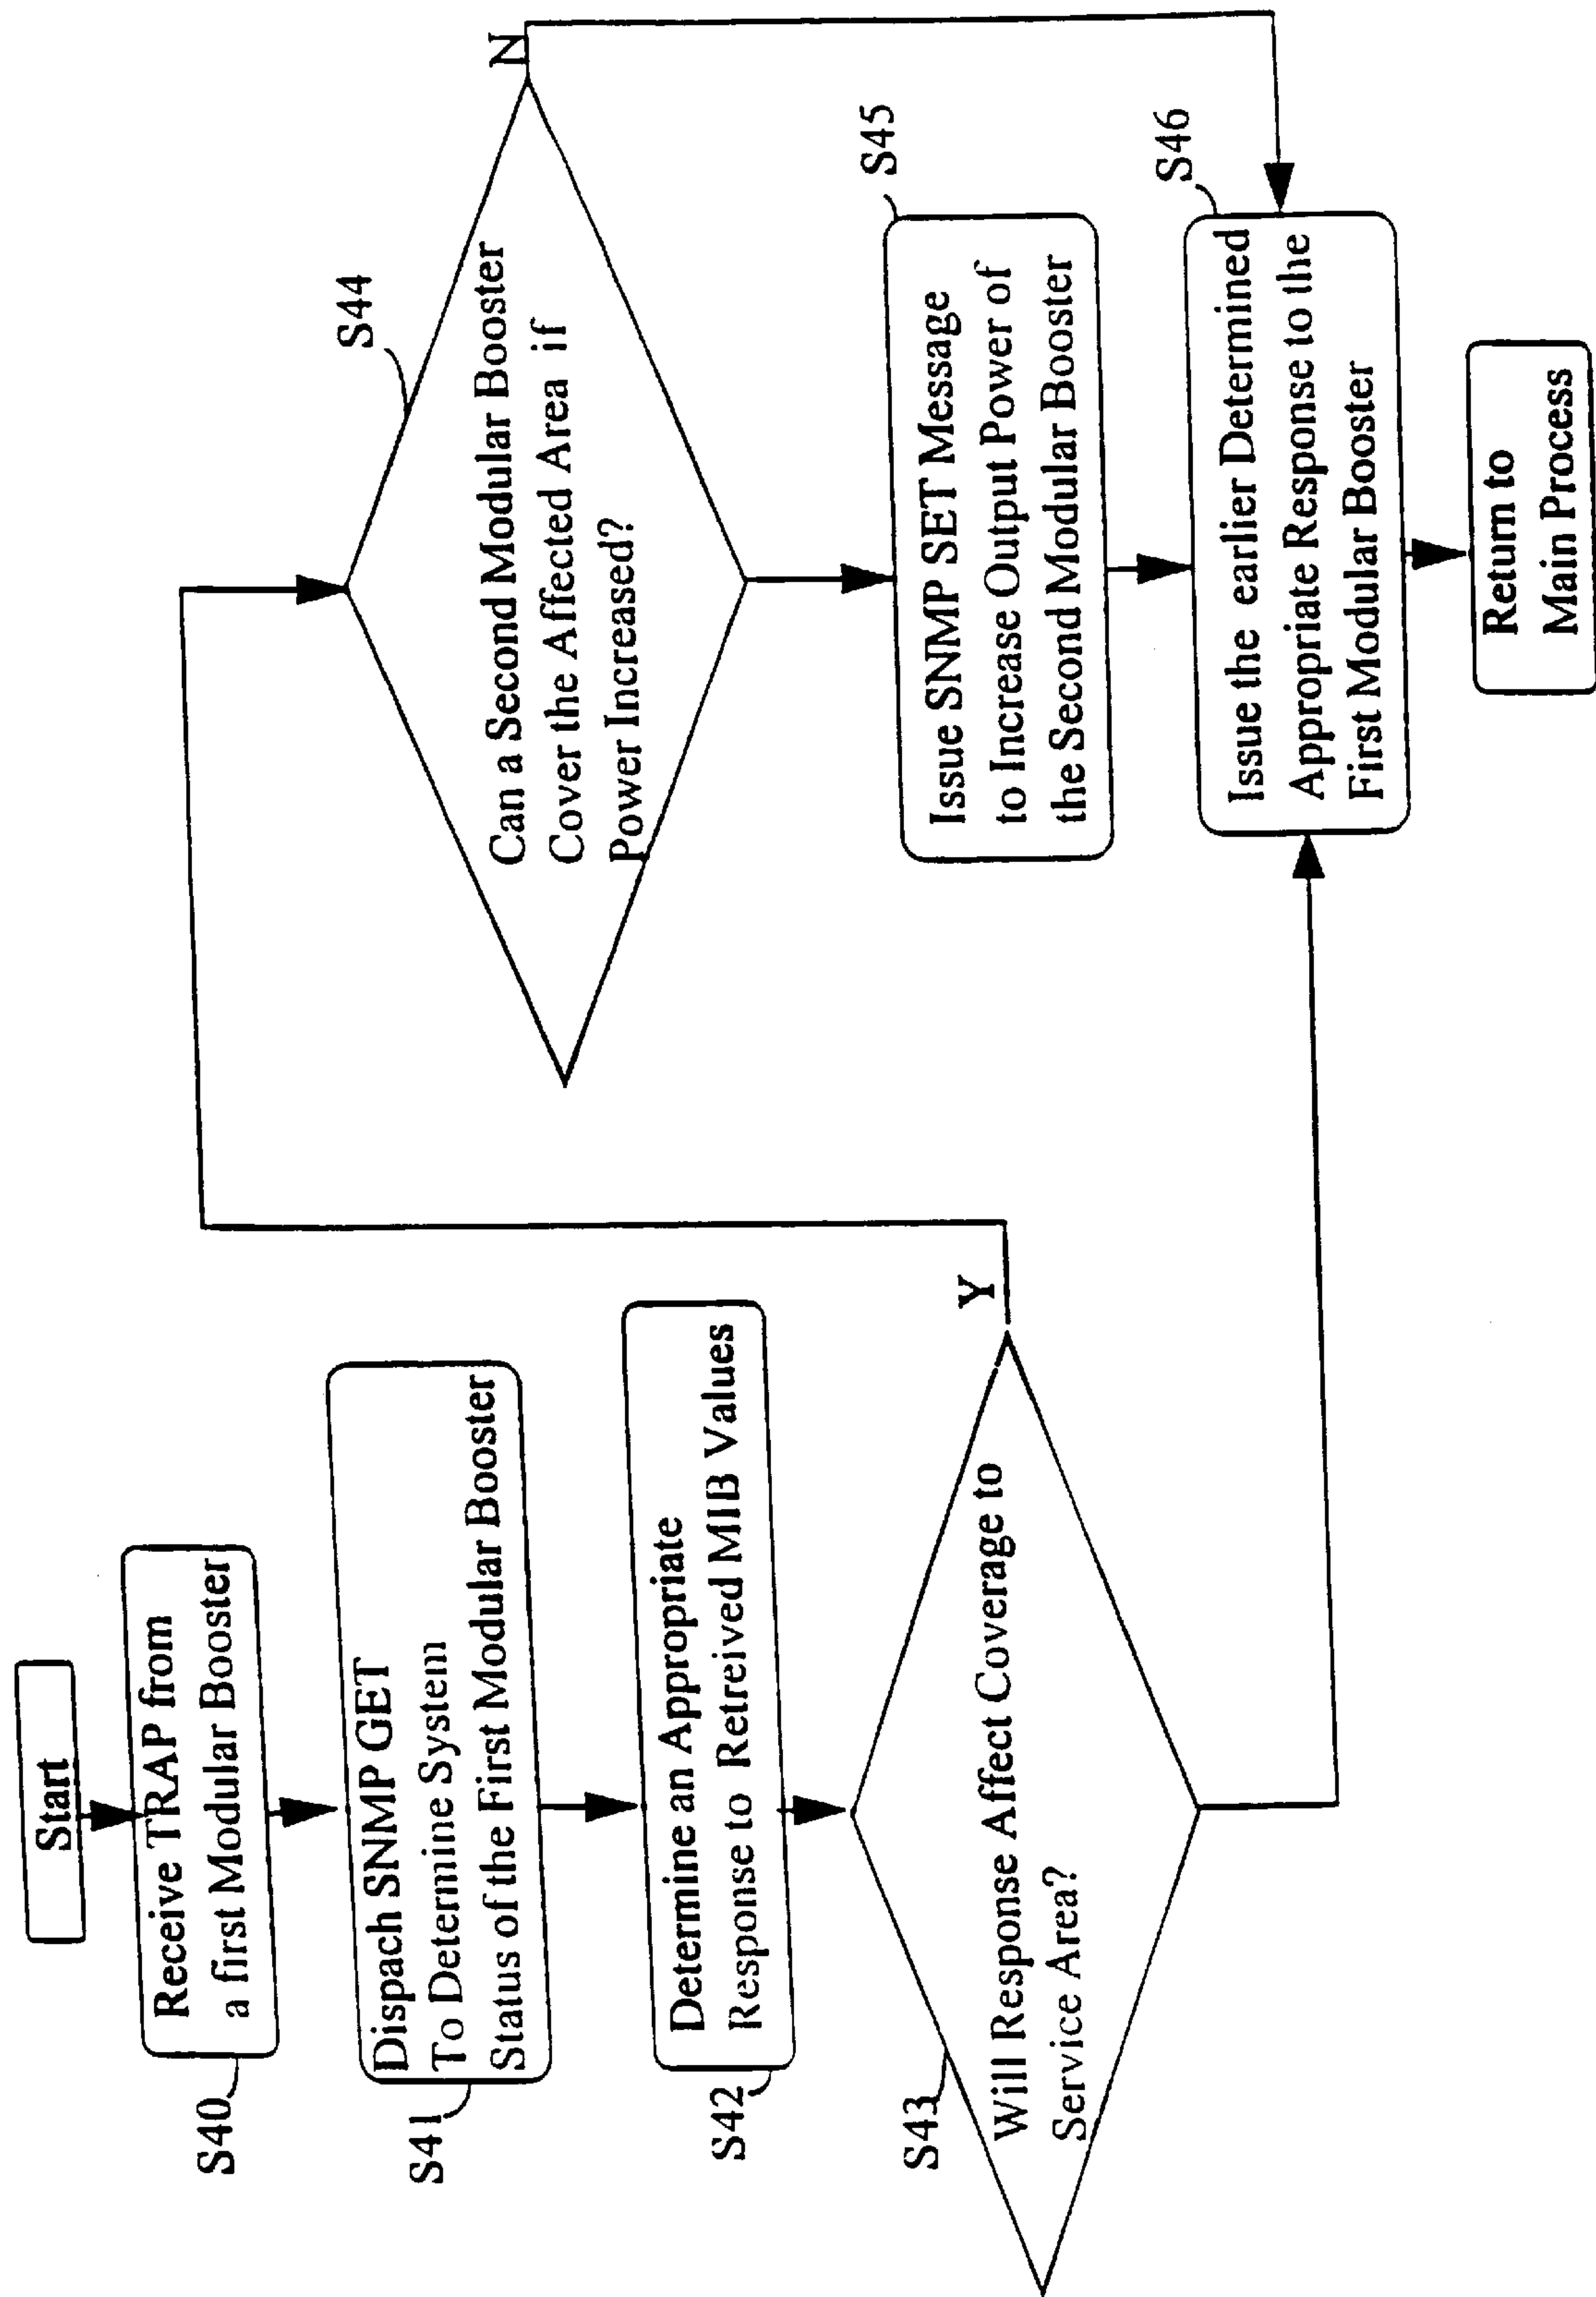 Start
Receive TRAP from
a first Modular Booster
S40
Dispach SNMP GET
To Determine System
Status of the First Modular Booster
S41
Determine an Appropriate
Response to Retreived MIB Values
S42
Will Response Affect Coverage to
Service Area?
S43
Y
Can a Second Modular Booster
Cover the Affected Area if
Power Increased?
S44
N
Issue SNMP SET Message
to Increase Output Power of
the Second Modular Booster
S45
Issue the earlier Determined
Appropriate Response to the
First Modular Booster
S46
Return to
Main Process